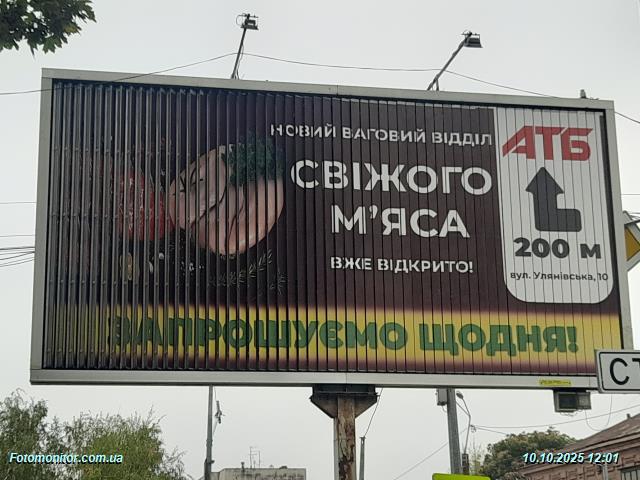 НОВИЙ ВАГОВИЙ ВІДДІЛ
СВІЖОГО
М'ЯСА
ВЖЕ ВІДКРИТО!
ЗАПРОШУЄМО ЩОДНЯ!
АТБ
200 м
вул. Улянівська, 10
СТ
Fotomonitor.com.ua
10.10.2025 12:01